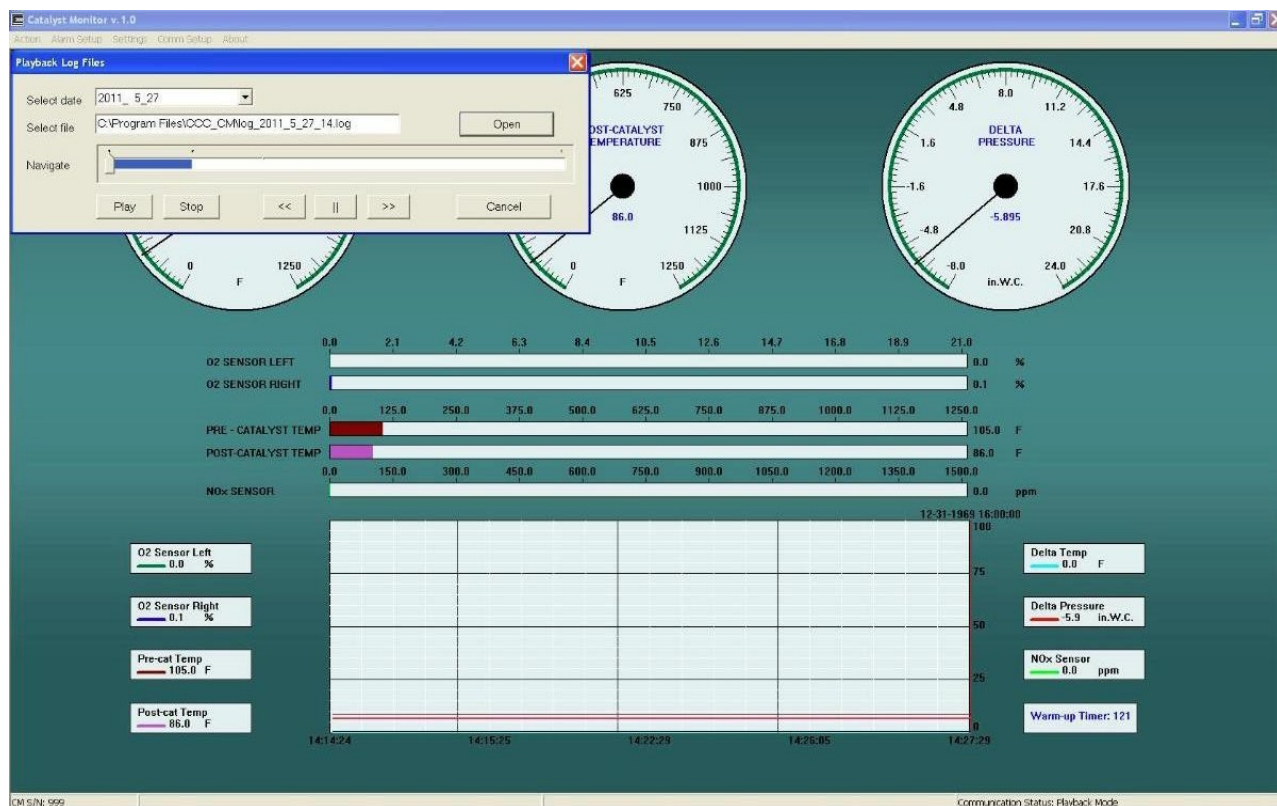 Catalyst Monitor v. 1.0
Action Alarm Setup Settings Comm Setup About
Playback Log Files
Select date 2011_ 5_27
Select file C:\Program Files\CCC_CM\log_2011_5_27_14.log Open
Navigate
Play Stop << || >> Cancel
0 1250
F
625
750
875
1000
1125
1250
0
OST-CATALYST
EMPERATURE
86.0
F
8.0
4.8 11.2
1.6 14.4
-1.6 17.6
-4.8 20.8
-8.0 24.0
DELTA
PRESSURE
-5.895
in.W.C.
0.0 2.1 4.2 6.3 8.4 10.5 12.6 14.7 16.8 18.9 21.0
O2 SENSOR LEFT 0.0 %
O2 SENSOR RIGHT 0.1 %
0.0 125.0 250.0 375.0 500.0 625.0 750.0 875.0 1000.0 1125.0 1250.0
PRE - CATALYST TEMP 105.0 F
POST-CATALYST TEMP 86.0 F
0.0 150.0 300.0 450.0 600.0 750.0 900.0 1050.0 1200.0 1350.0 1500.0
NOx SENSOR 0.0 ppm
12-31-1969 16:00:00
100
75
50
25
0
14:14:24 14:15:25 14:22:29 14:26:05 14:27:29
O2 Sensor Left
0.0 %
O2 Sensor Right
0.1 %
Pre-cat Temp
105.0 F
Post-cat Temp
86.0 F
Delta Temp
0.0 F
Delta Pressure
-5.9 in.W.C.
NOx Sensor
0.0 ppm
Warm-up Timer: 121
CM S/N: 999
Communication Status: Playback Mode